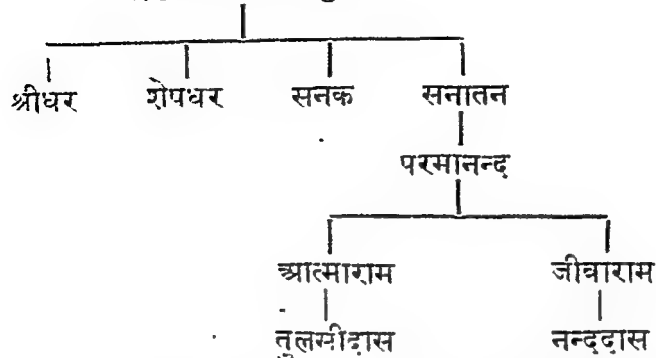 श्रीधर शेषधर सनक सनातन
परमानन्द
आत्माराम जीवाराम
तुलसीदास नन्ददास